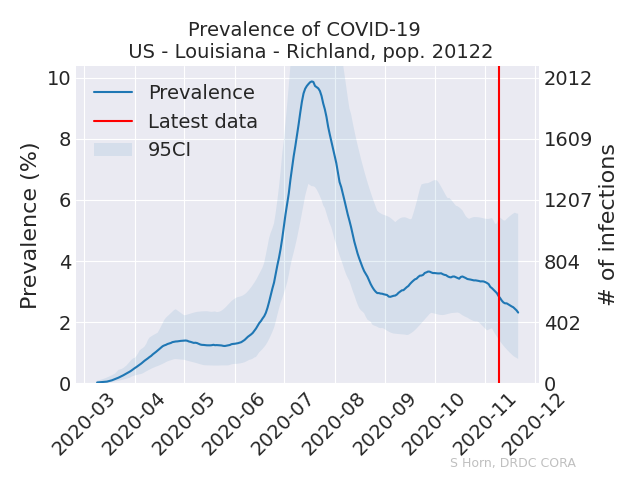 Prevalence of COVID-19
US - Louisiana - Richland, pop. 20122
Prevalence
Latest data
95CI
Prevalence (%)
10
8
6
4
2
0
2012
1609
1207
804
402
0
# of infections
2020-03
2020-04
2020-05
2020-06
2020-07
2020-08
2020-09
2020-10
2020-11
2020-12
S Horn, DRDC CORA